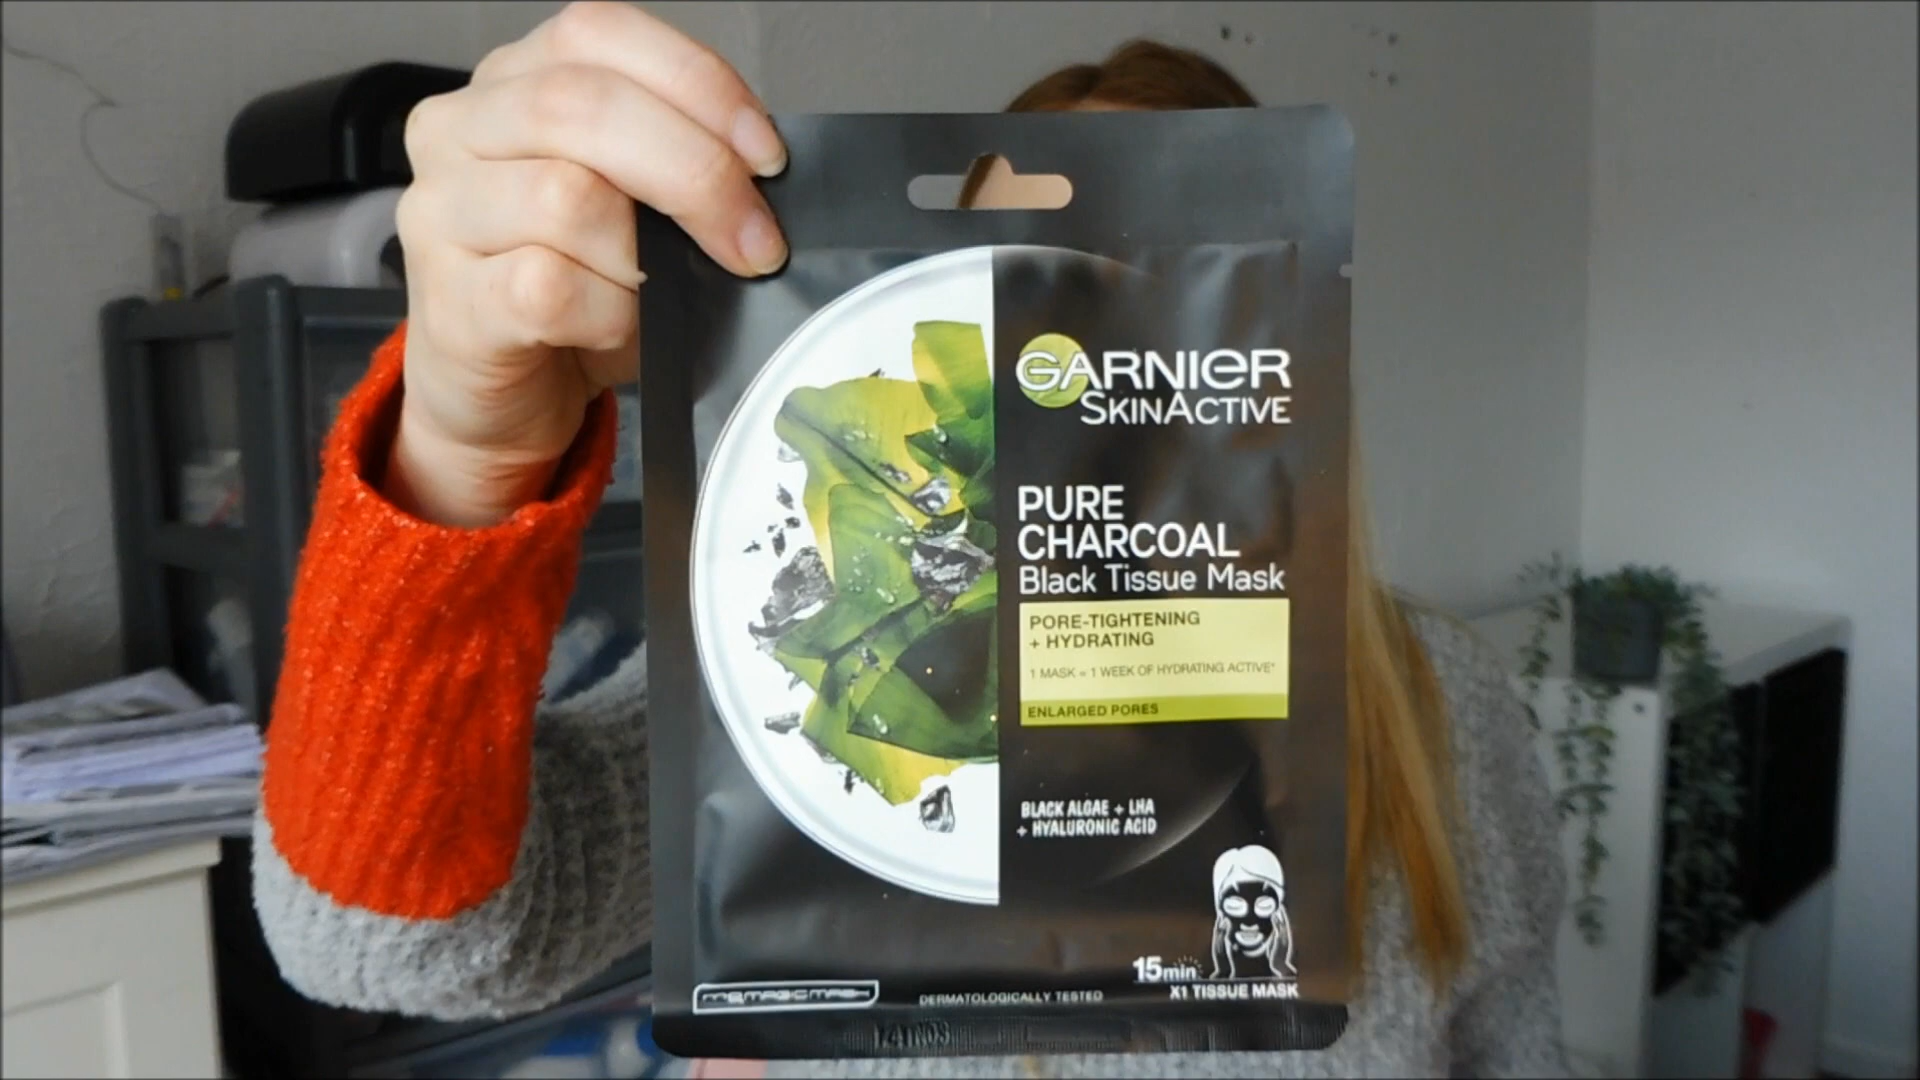 GARNIER
SKINACTIVE
PURE
CHARCOAL
Black Tissue Mask
PORE-TIGHTENING
+ HYDRATING
1 MASK = 1 WEEK OF HYDRATING ACTIVE*
ENLARGED PORES
BLACK ALGAE + LHA
+ HYALURONIC ACID
15min
X1 TISSUE MASK
DERMATOLOGICALLY TESTED